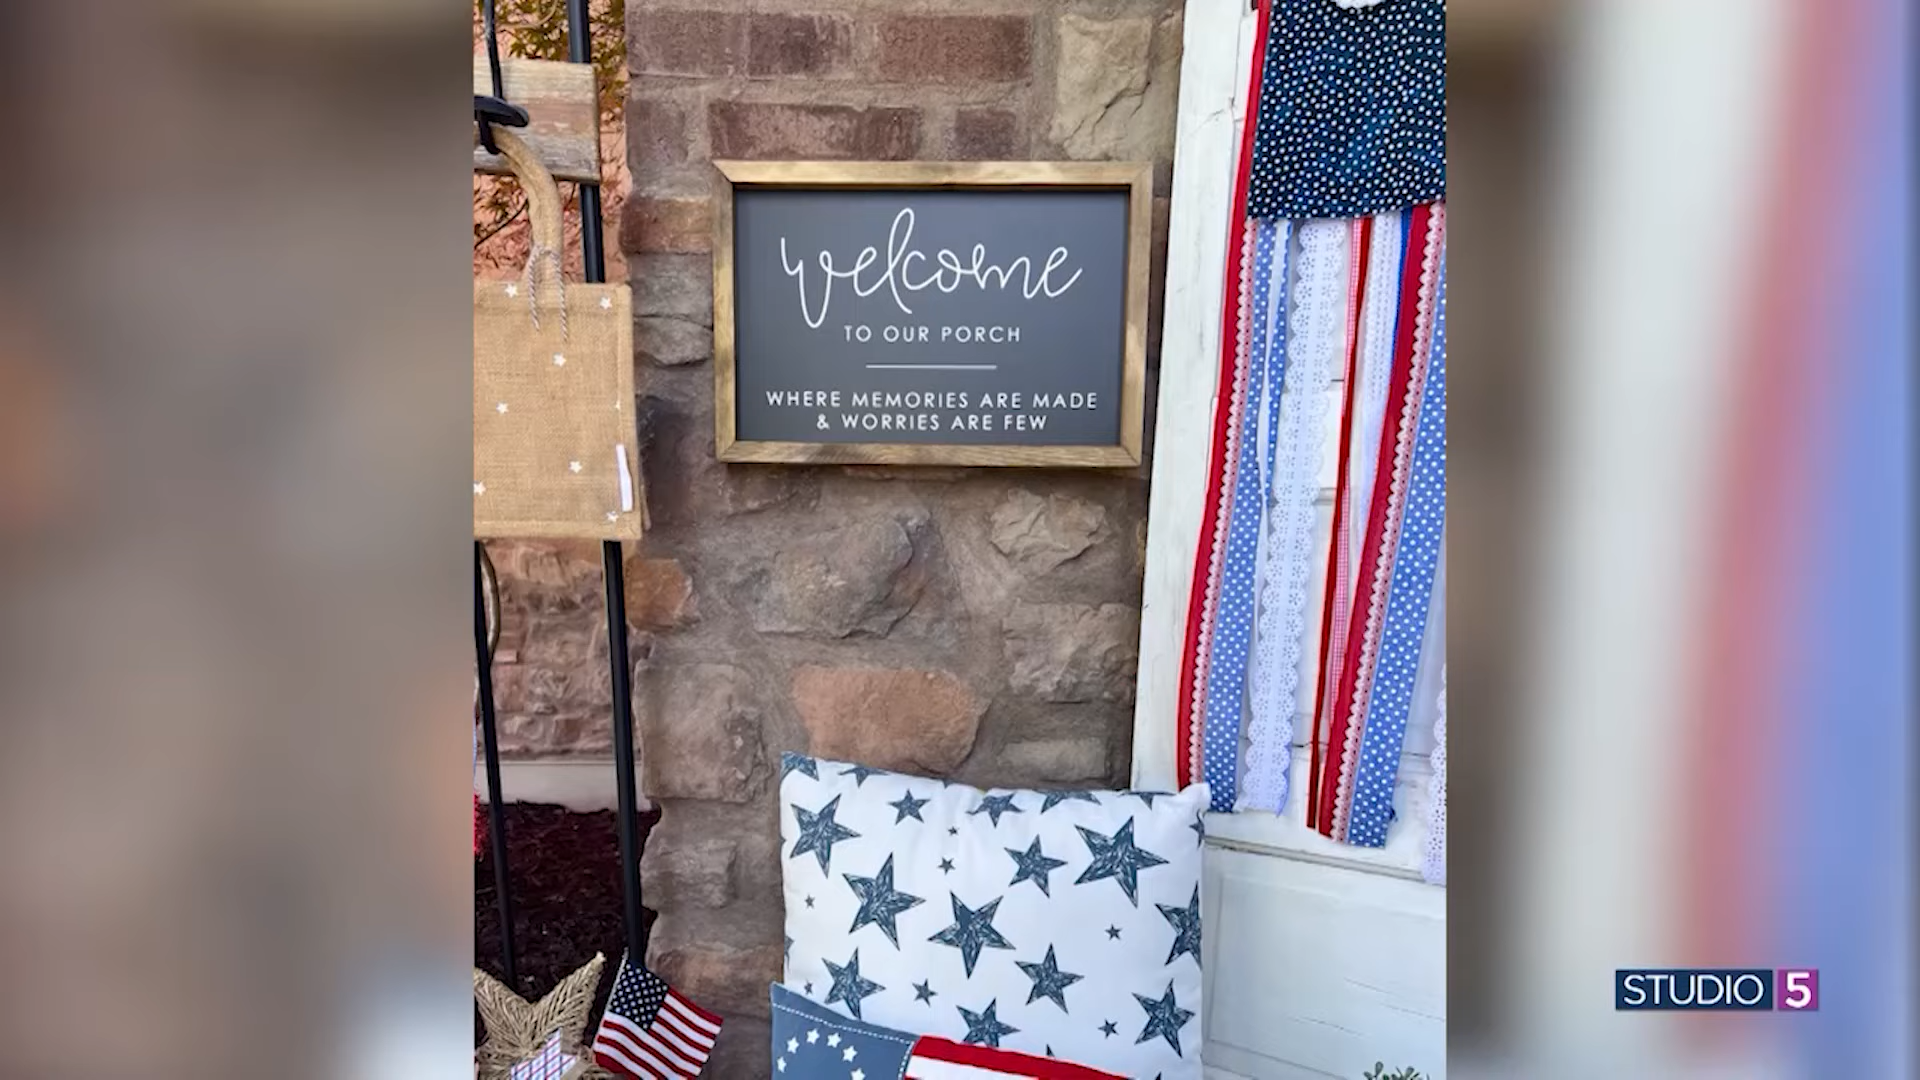 welcome
TO OUR PORCH
WHERE MEMORIES ARE MADE
& WORRIES ARE FEW
STUDIO 5